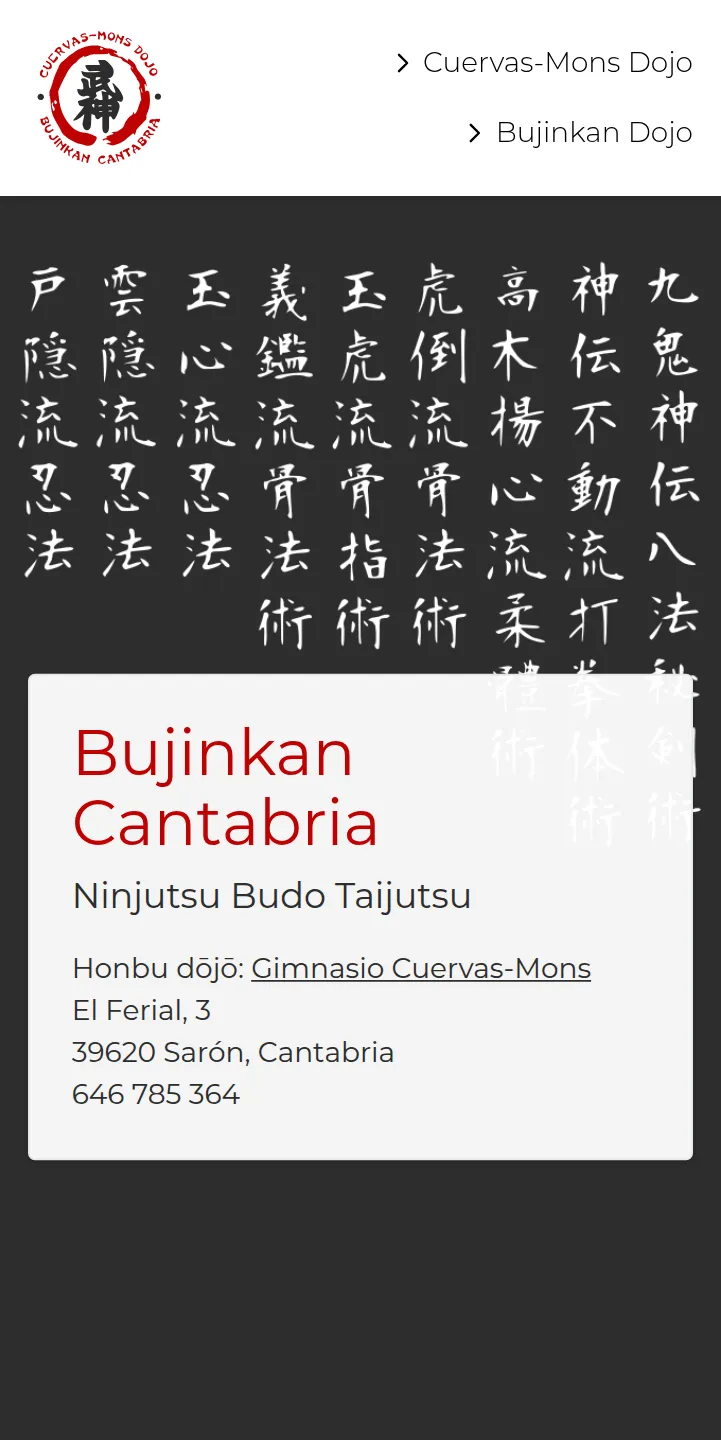 CUERVAS-MONS DOJO
武神
BUJINKAN CANTABRIA
Cuervas-Mons Dojo
Bujinkan Dojo
九鬼神伝八法秘剣術
神伝不動流打拳体術
高木揚心流柔體術
虎倒流骨法術
玉虎流骨指術
義鑑流骨法術
玉心流忍法
雲隠流忍法
戸隠流忍法
Bujinkan
Cantabria
Ninjutsu Budo Taijutsu
Honbu dōjō: Gimnasio Cuervas-Mons
El Ferial, 3
39620 Sarón, Cantabria
646 785 364